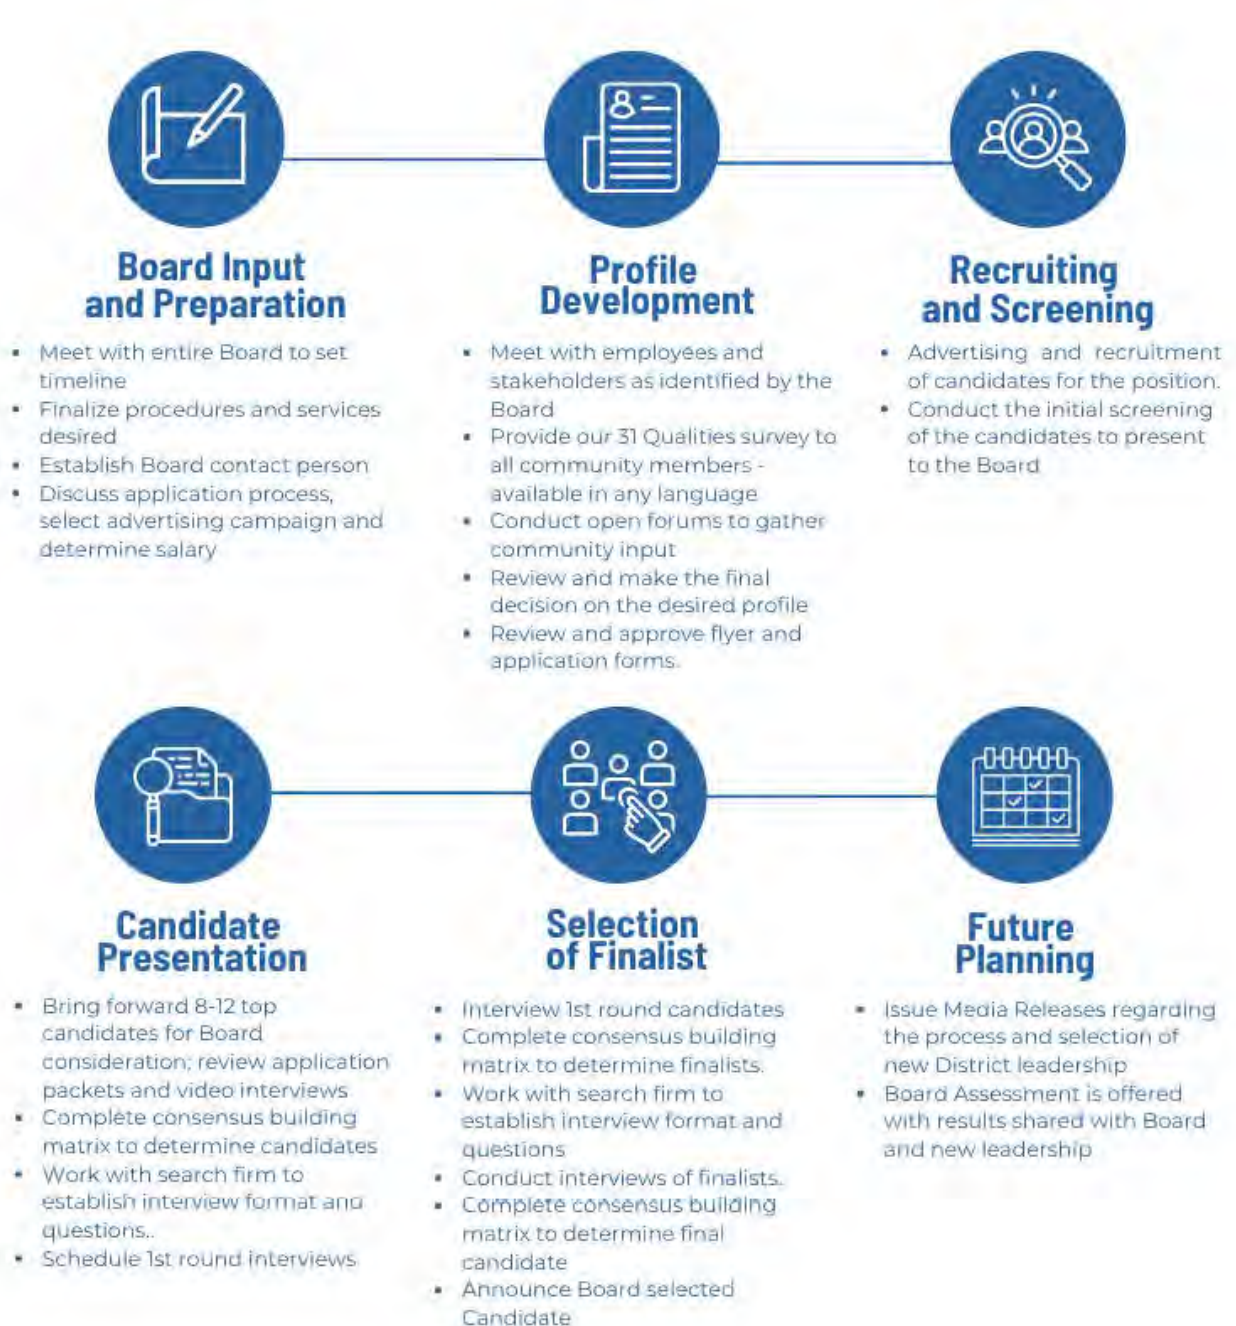 Board Input
and Preparation
• Meet with entire Board to set
timeline
• Finalize procedures and services
desired
• Establish Board contact person
• Discuss application process,
select advertising campaign and
determine salary
Profile
Development
• Meet with employees and
stakeholders as identified by the
Board
• Provide our 31 Qualities survey to
all community members -
available in any language
• Conduct open forums to gather
community input
• Review and make the final
decision on the desired profile
• Review and approve flyer and
application forms.
Recruiting
and Screening
• Advertising and recruitment
of candidates for the position.
• Conduct the initial screening
of the candidates to present
to the Board
Candidate
Presentation
• Bring forward 8-12 top
candidates for Board
consideration; review application
packets and video interviews
• Complete consensus building
matrix to determine candidates
• Work with search firm to
establish interview format and
questions..
• Schedule 1st round interviews
Selection
of Finalist
• Interview 1st round candidates
• Complete consensus building
matrix to determine finalists.
• Work with search firm to
establish interview format and
questions
• Conduct interviews of finalists.
• Complete consensus building
matrix to determine final
candidate
• Announce Board selected
Candidate
Future
Planning
• Issue Media Releases regarding
the process and selection of
new District leadership
• Board Assessment is offered
with results shared with Board
and new leadership